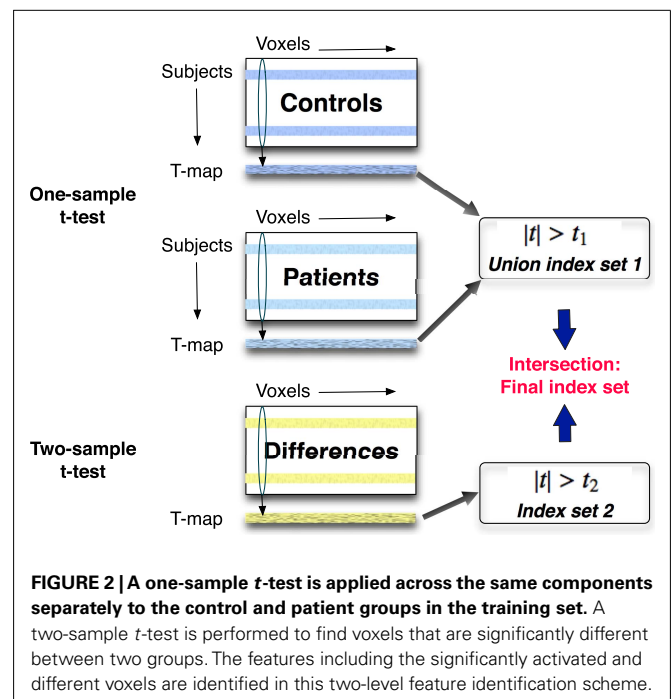 Voxels
Subjects
Controls
T-map
One-sample
t-test
Voxels
Subjects
Patients
T-map
|t| > t₁
Union index set 1
Intersection:
Final index set
Voxels
Differences
Two-sample
t-test
T-map
|t| > t₂
Index set 2
FIGURE 2 | A one-sample t-test is applied across the same components
separately to the control and patient groups in the training set. A
two-sample t-test is performed to find voxels that are significantly different
between two groups. The features including the significantly activated and
different voxels are identified in this two-level feature identification scheme.